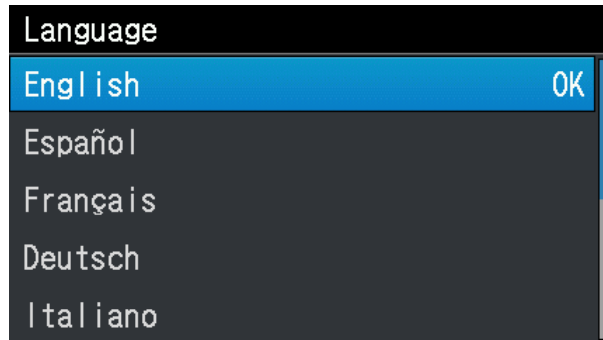 Language
English OK
Español
Français
Deutsch
Italiano